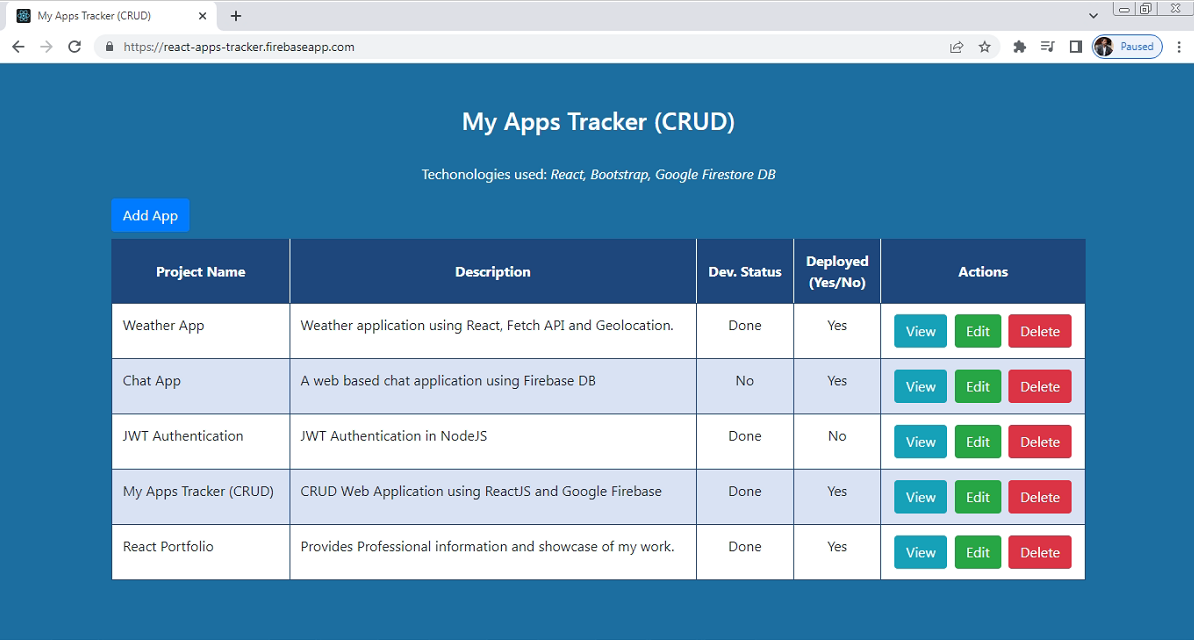 My Apps Tracker (CRUD)
https://react-apps-tracker.firebaseapp.com
Paused
My Apps Tracker (CRUD)
Techonologies used: React, Bootstrap, Google Firestore DB
Add App
Project Name Description Dev. Status Deployed (Yes/No) Actions
Weather App Weather application using React, Fetch API and Geolocation. Done Yes View Edit Delete
Chat App A web based chat application using Firebase DB No Yes View Edit Delete
JWT Authentication JWT Authentication in NodeJS Done No View Edit Delete
My Apps Tracker (CRUD) CRUD Web Application using ReactJS and Google Firebase Done Yes View Edit Delete
React Portfolio Provides Professional information and showcase of my work. Done Yes View Edit Delete